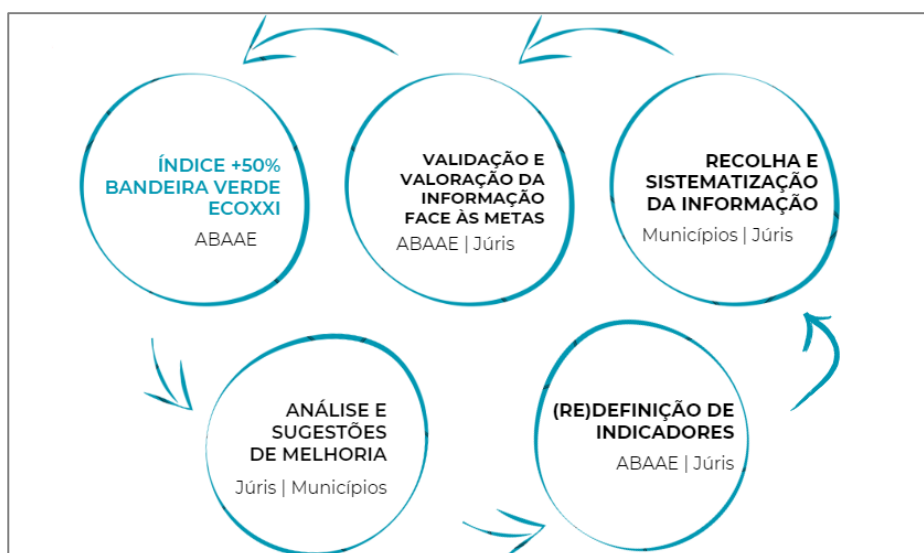 ÍNDICE +50%
BANDEIRA VERDE
ECOXXI
ABAAE
VALIDAÇÃO E
VALORAÇÃO DA
INFORMAÇÃO
FACE ÀS METAS
ABAAE | Júris
RECOLHA E
SISTEMATIZAÇÃO
DA INFORMAÇÃO
Municípios | Júris
ANÁLISE E
SUGESTÕES
DE MELHORIA
Júris | Municípios
(RE)DEFINIÇÃO DE
INDICADORES
ABAAE | Júris